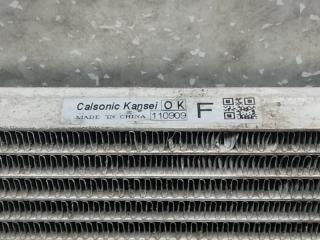 Calsonic Kansei OK
MADE IN CHINA 110909 F